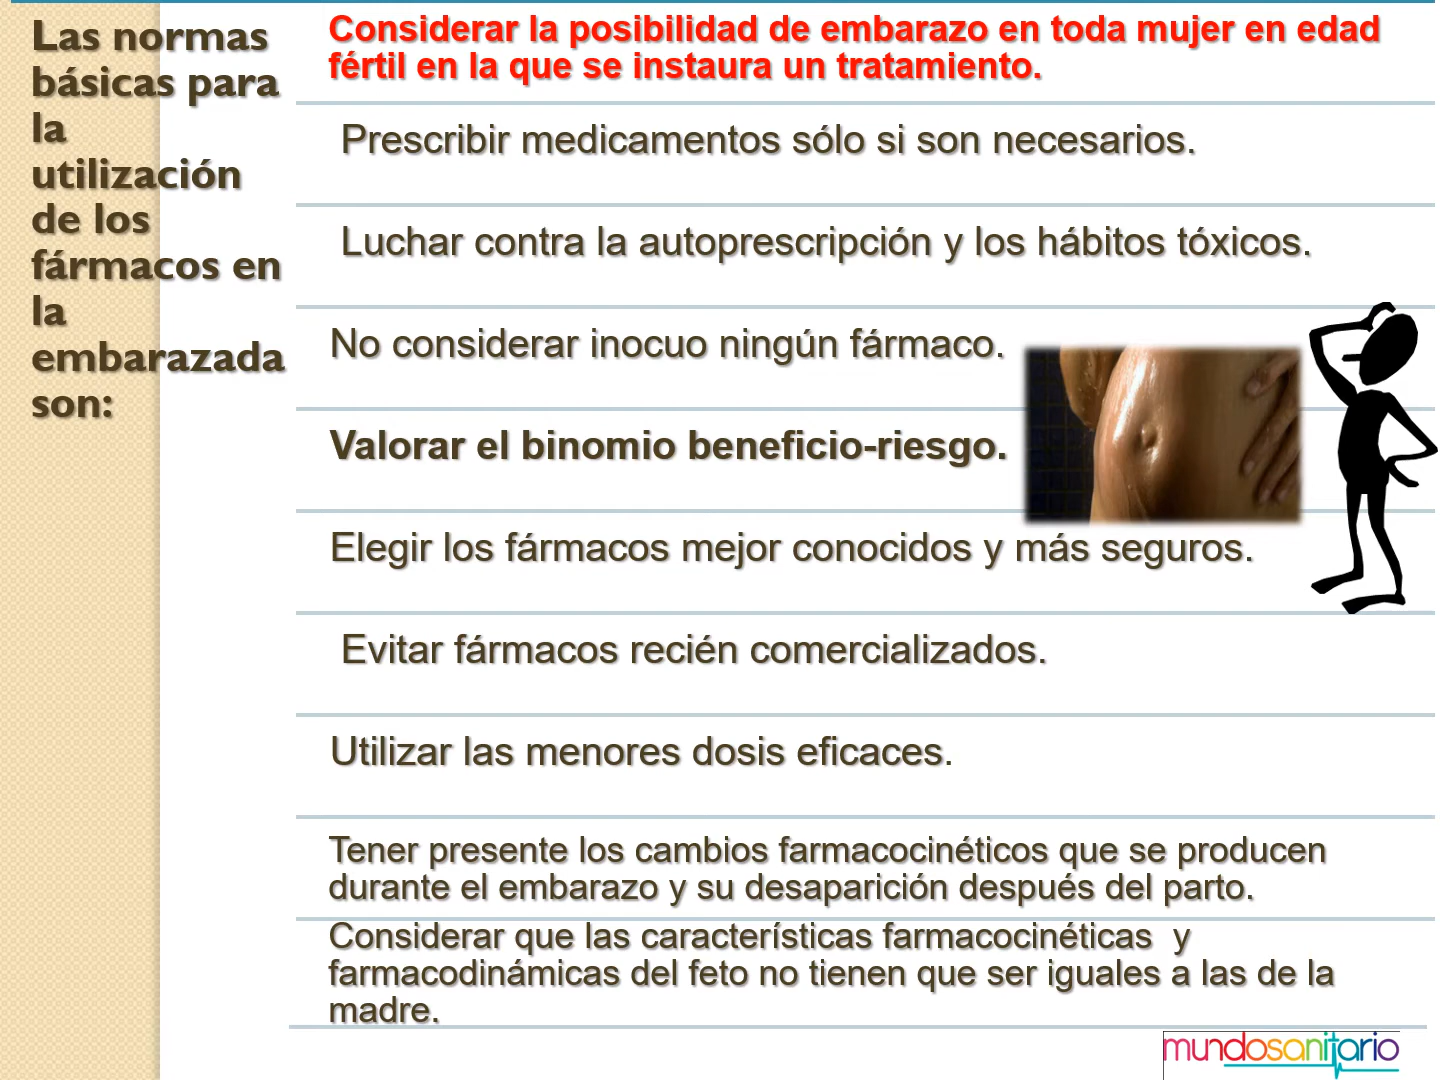 Las normas
básicas para
la
utilización
de los
fármacos en
la
embarazada
son:
Considerar la posibilidad de embarazo en toda mujer en edad
fértil en la que se instaura un tratamiento.
Prescribir medicamentos sólo si son necesarios.
Luchar contra la autoprescripción y los hábitos tóxicos.
No considerar inocuo ningún fármaco.
Valorar el binomio beneficio-riesgo.
Elegir los fármacos mejor conocidos y más seguros.
Evitar fármacos recién comercializados.
Utilizar las menores dosis eficaces.
Tener presente los cambios farmacocinéticos que se producen
durante el embarazo y su desaparición después del parto.
Considerar que las características farmacocinéticas y
farmacodinámicas del feto no tienen que ser iguales a las de la
madre.
mundosanitario